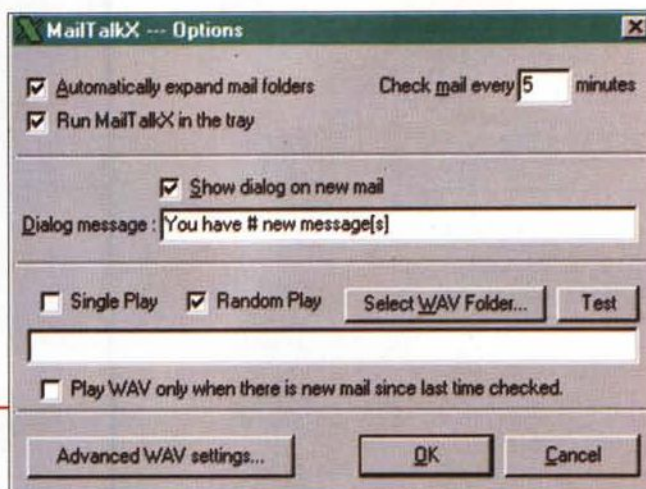 MailTalkX --- Options
Automatically expand mail folders
Check mail every 5 minutes
Run MailTalkX in the tray
Show dialog on new mail
Dialog message : You have # new message[s]
Single Play
Random Play
Select WAV Folder...
Test
Play WAV only when there is new mail since last time checked.
Advanced WAV settings...
OK
Cancel